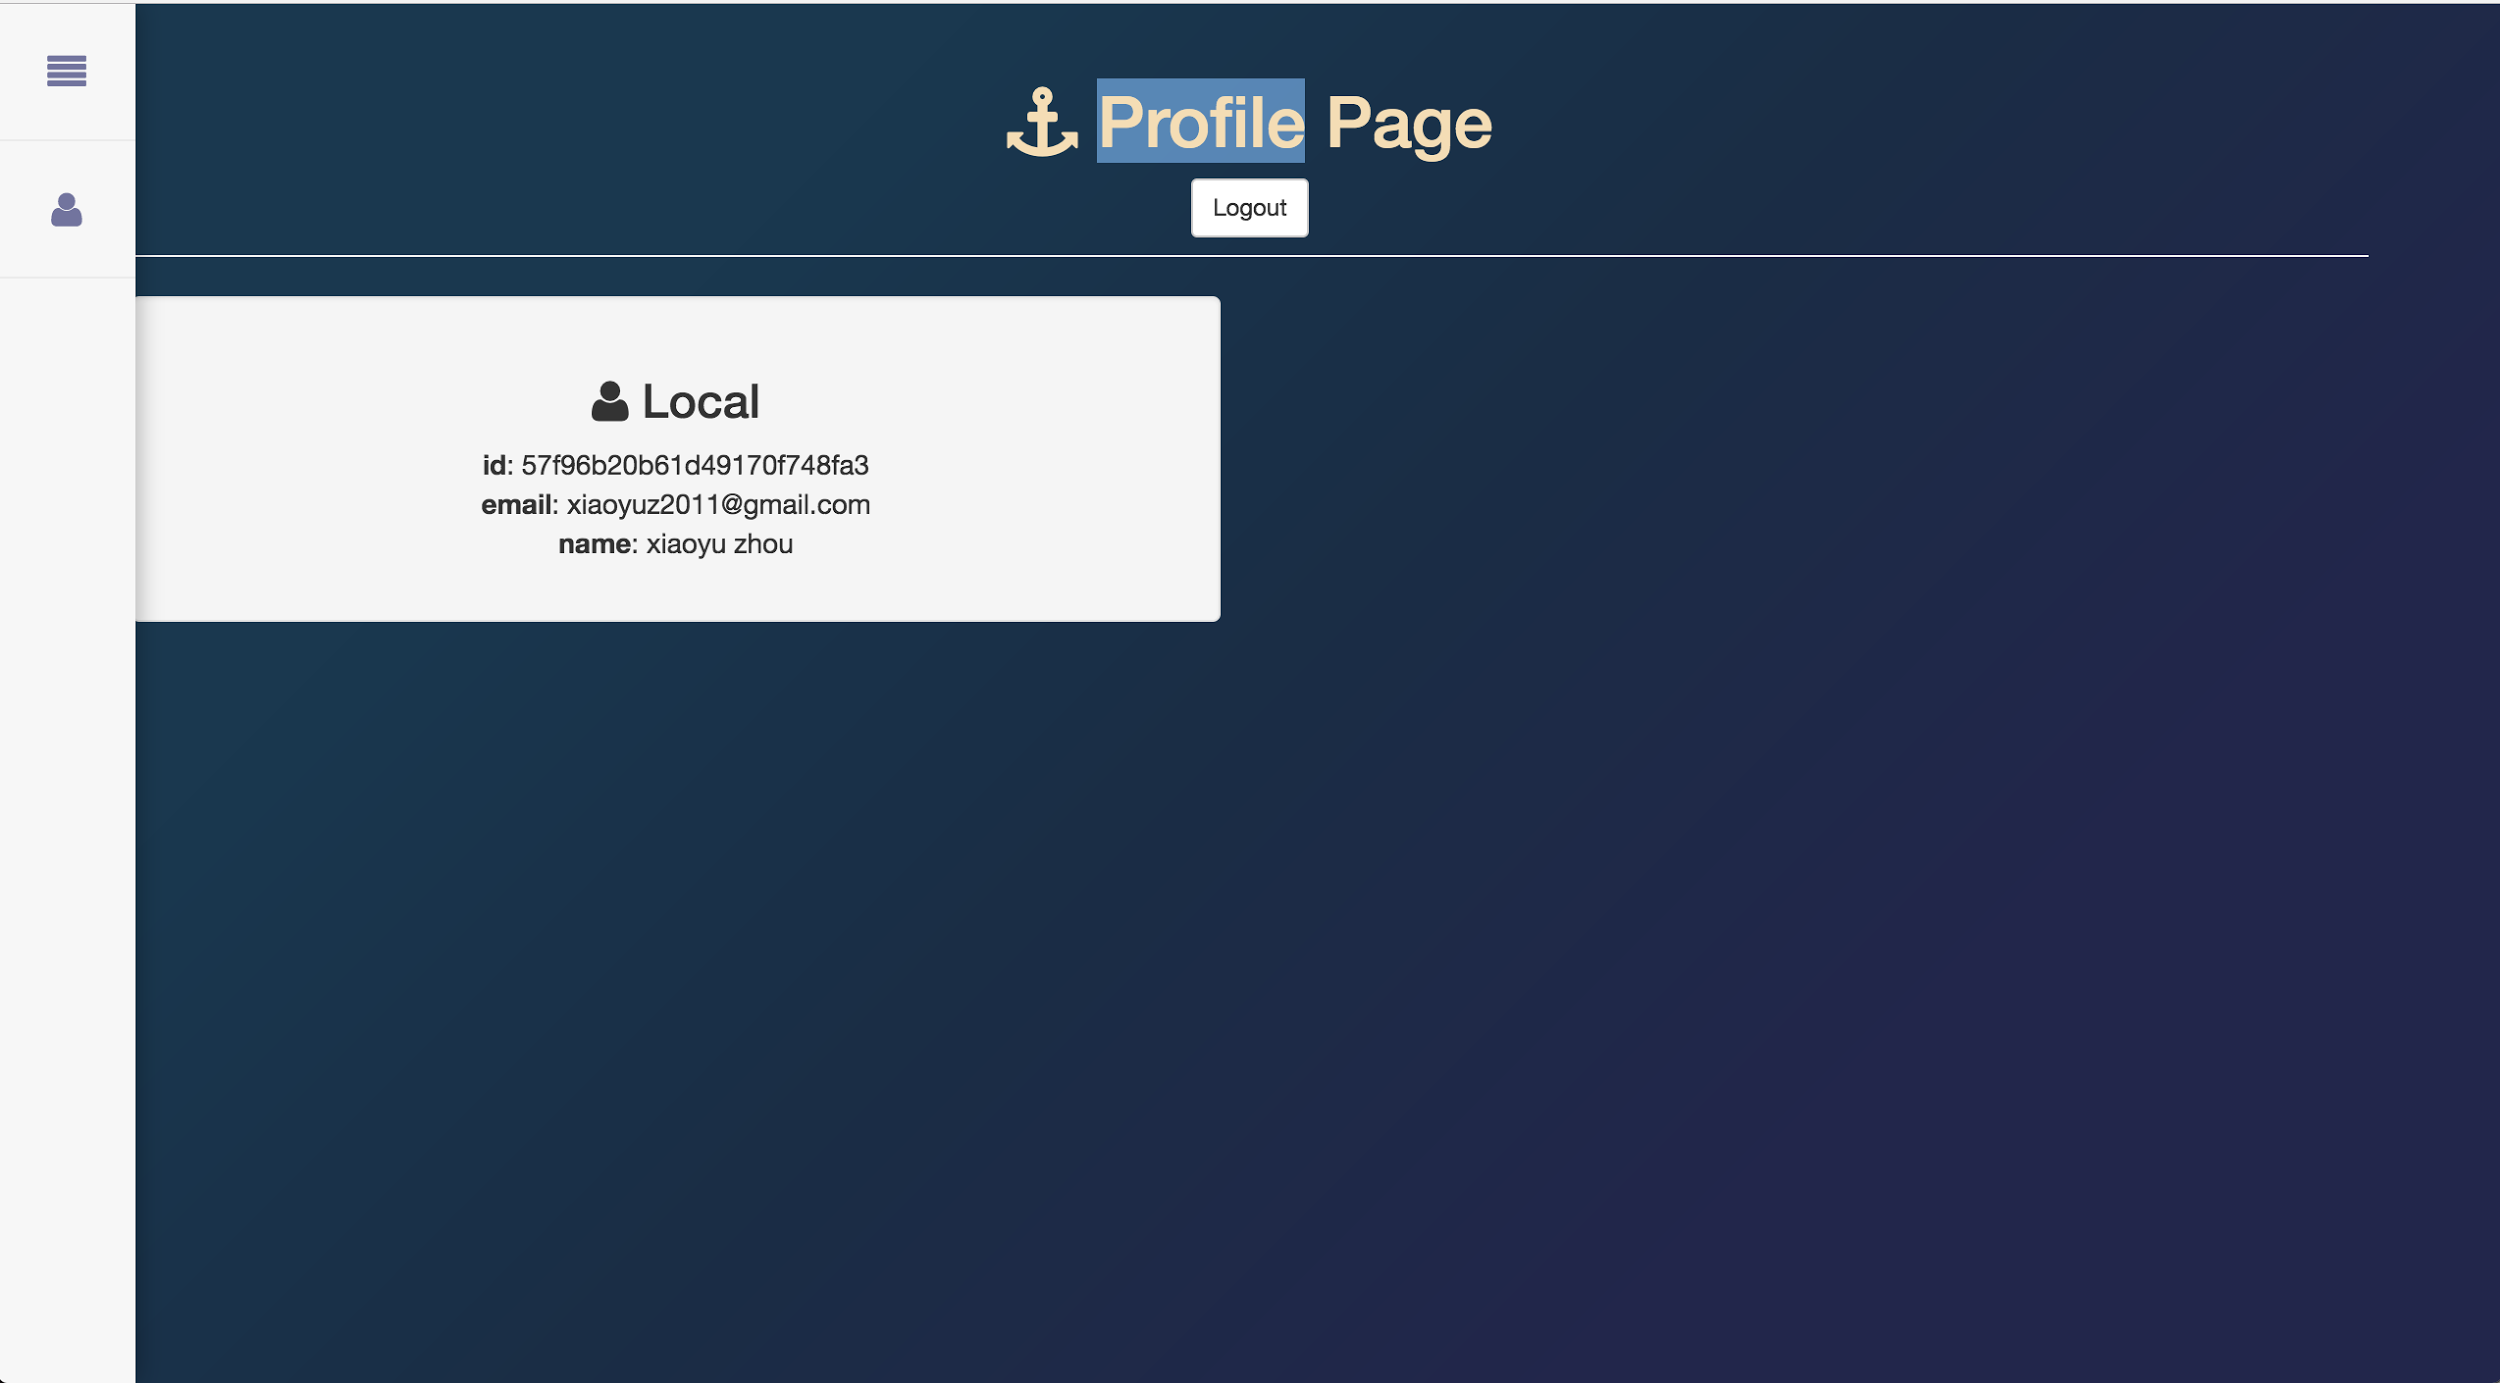 Profile Page
Logout
Local
id: 57f96b20b61d49170f748fa3
email: xiaoyuz2011@gmail.com
name: xiaoyu zhou